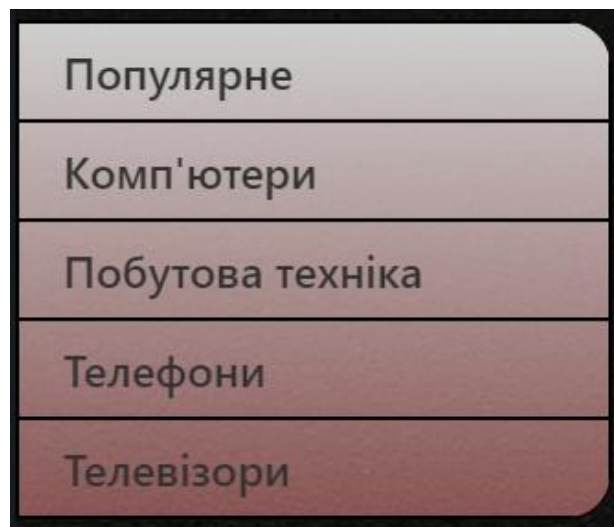 Популярне
Комп'ютери
Побутова техніка
Телефони
Телевізори